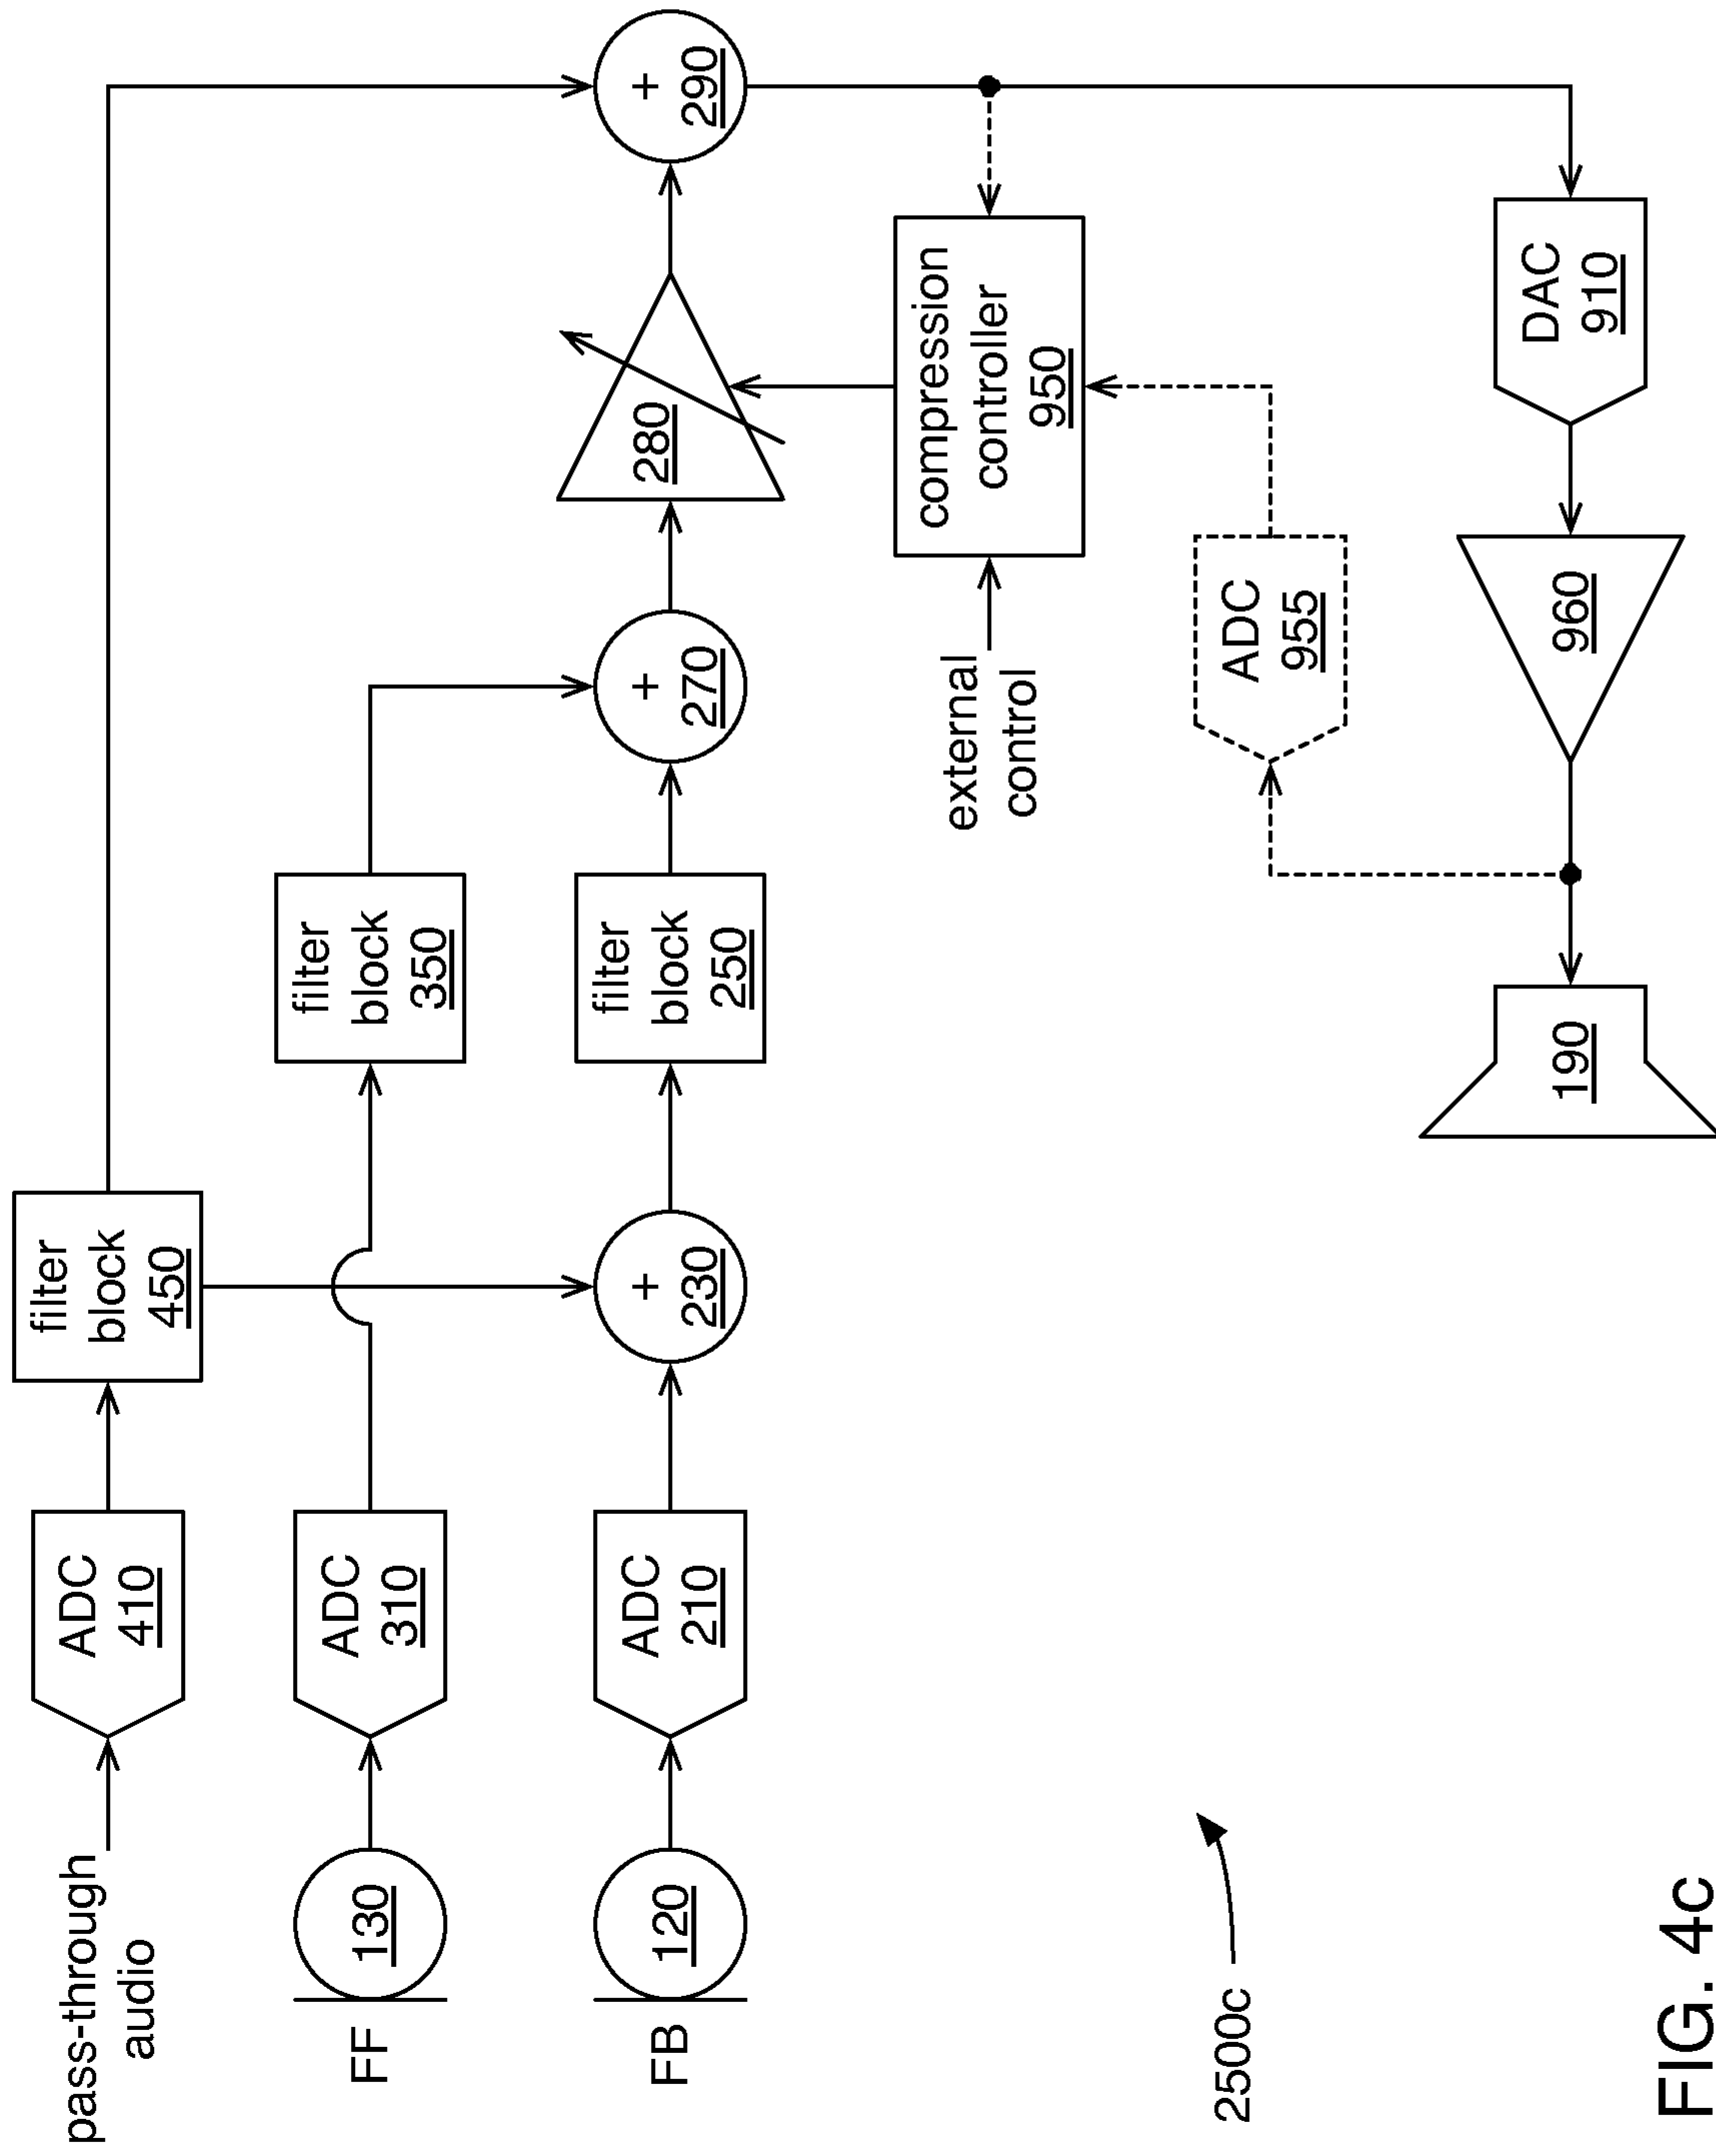 pass-through
audio
ADC
410
filter
block
450
FF
130
ADC
310
filter
block
350
FB
120
ADC
210
+
230
filter
block
250
+
270
280
+
290
external
control
compression
controller
950
ADC
955
190
960
DAC
910
2500c
FIG. 4c